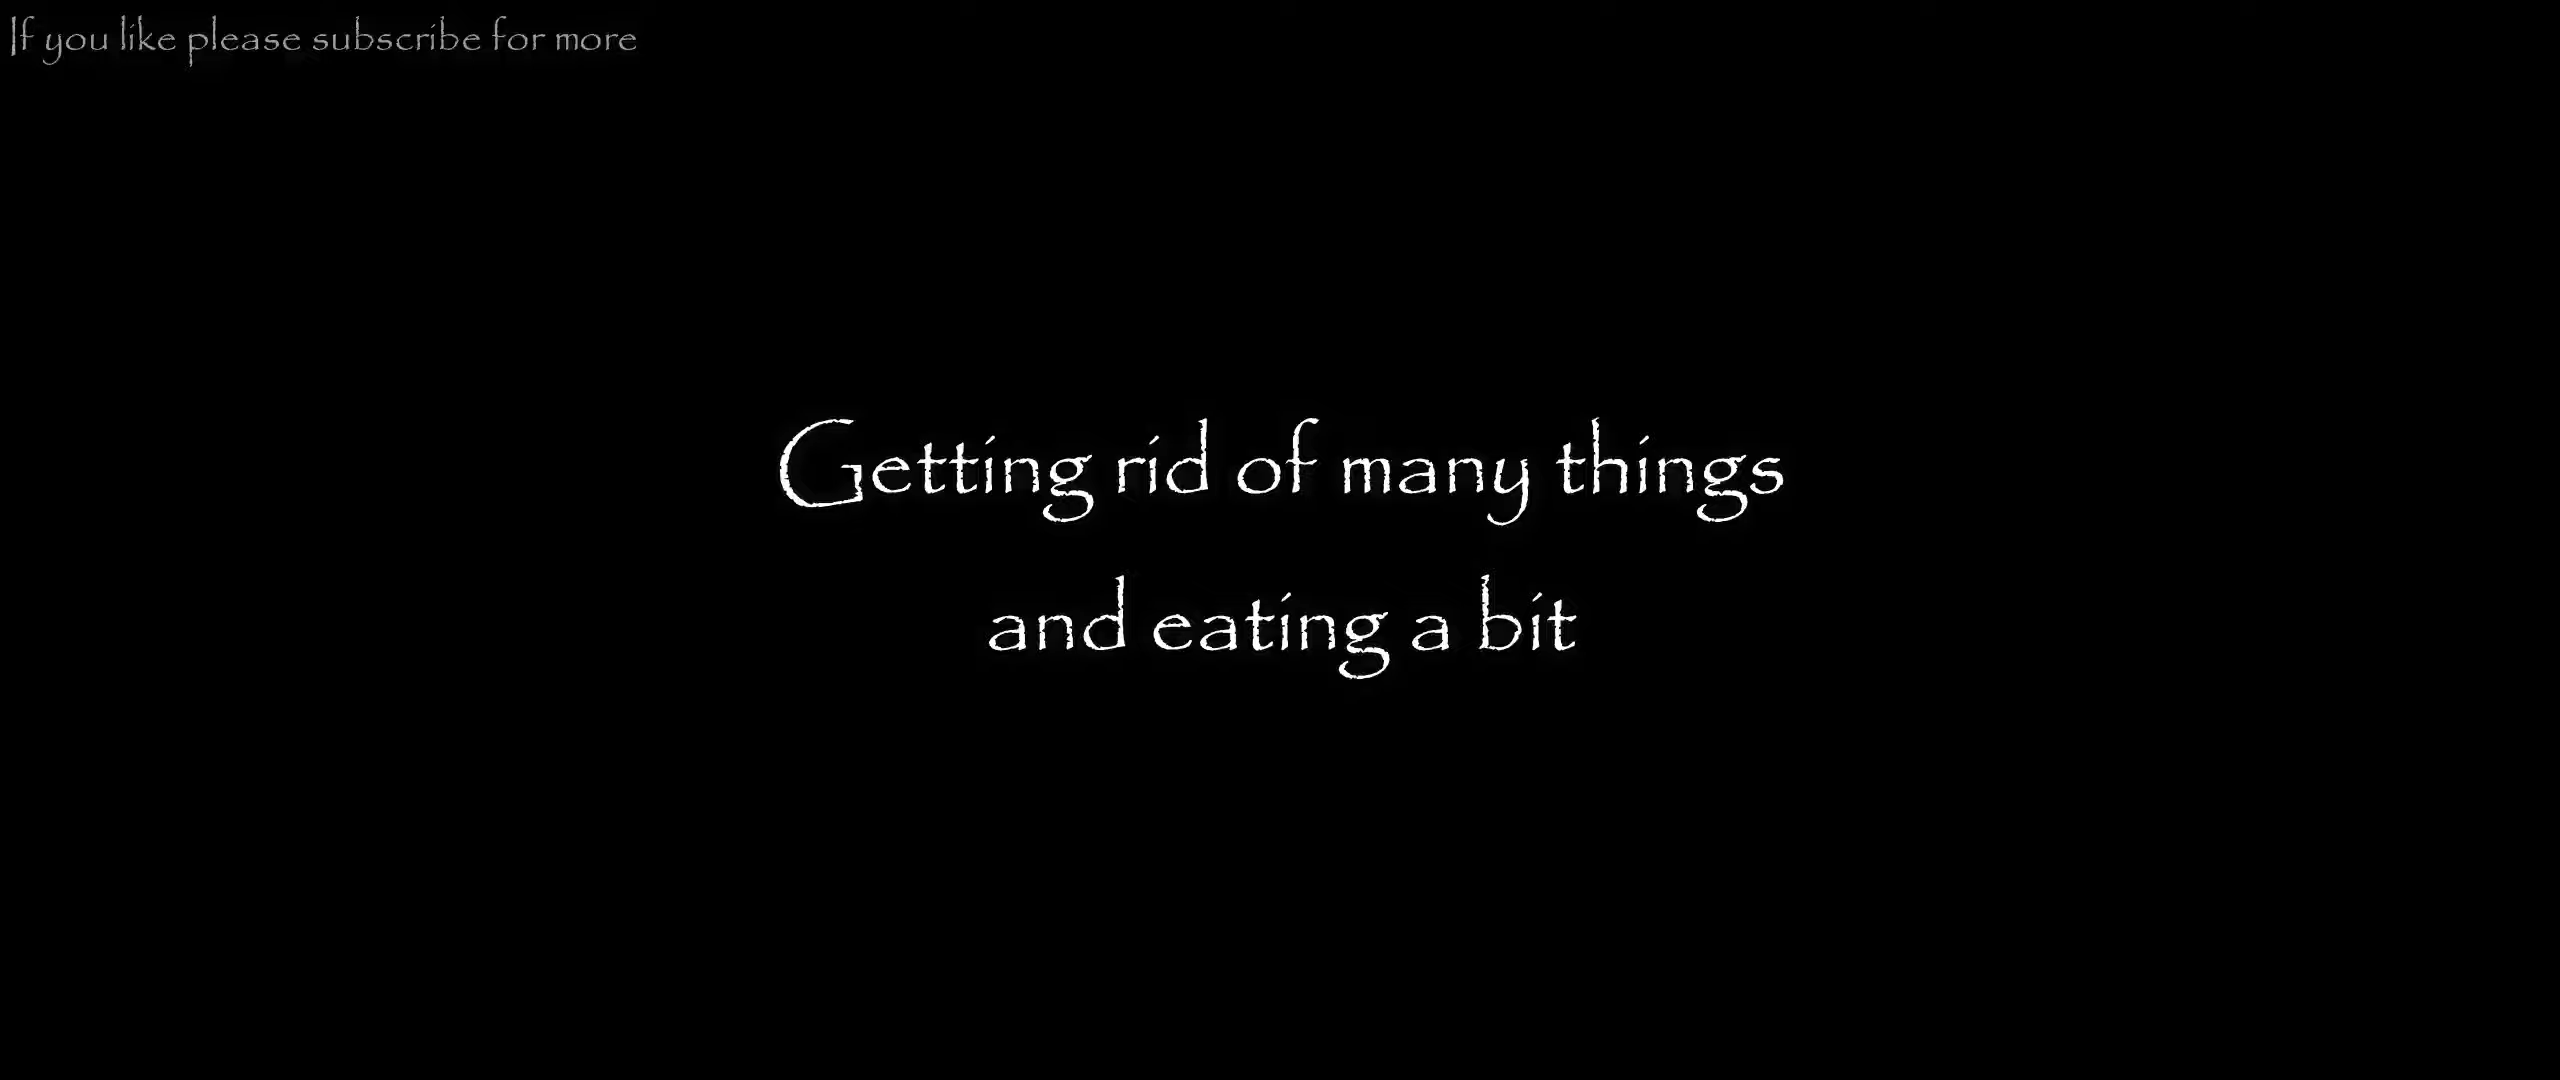 If you like please subscribe for more
Getting rid of many things
and eating a bit